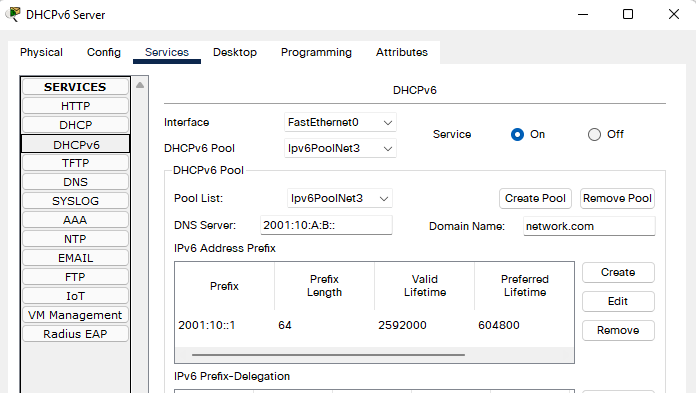 DHCPv6 Server
Physical Config Services Desktop Programming Attributes
SERVICES
HTTP
DHCP
DHCPv6
TFTP
DNS
SYSLOG
AAA
NTP
EMAIL
FTP
IoT
VM Management
Radius EAP
DHCPv6
Interface FastEthernet0 Service On Off
DHCPv6 Pool Ipv6PoolNet3
DHCPv6 Pool
Pool List: Ipv6PoolNet3 Create Pool Remove Pool
DNS Server: 2001:10:A:B:: Domain Name: network.com
IPv6 Address Prefix
Prefix Prefix Length Valid Lifetime Preferred Lifetime
2001:10::1 64 2592000 604800
Create
Edit
Remove
IPv6 Prefix-Delegation